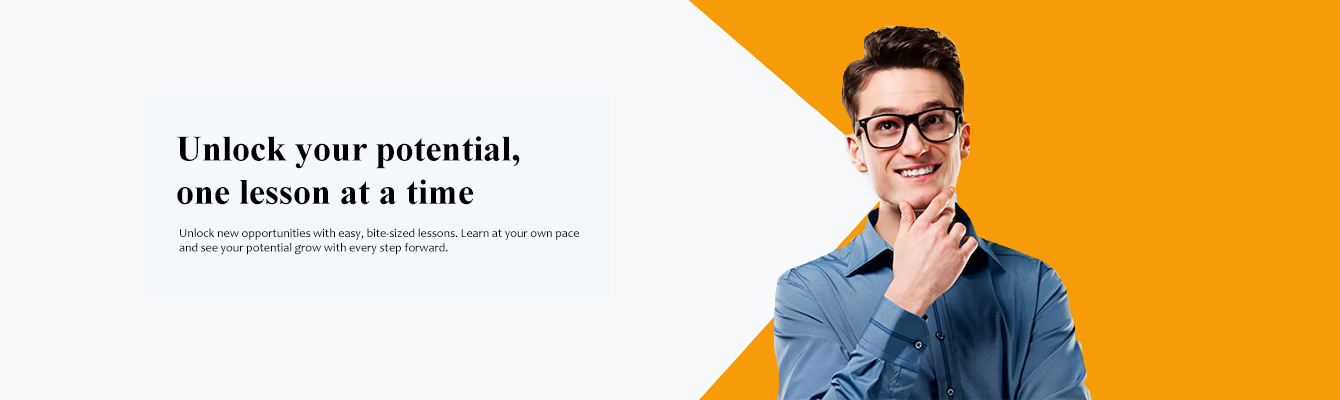 Unlock your potential,
one lesson at a time
Unlock new opportunities with easy, bite-sized lessons. Learn at your own pace
and see your potential grow with every step forward.